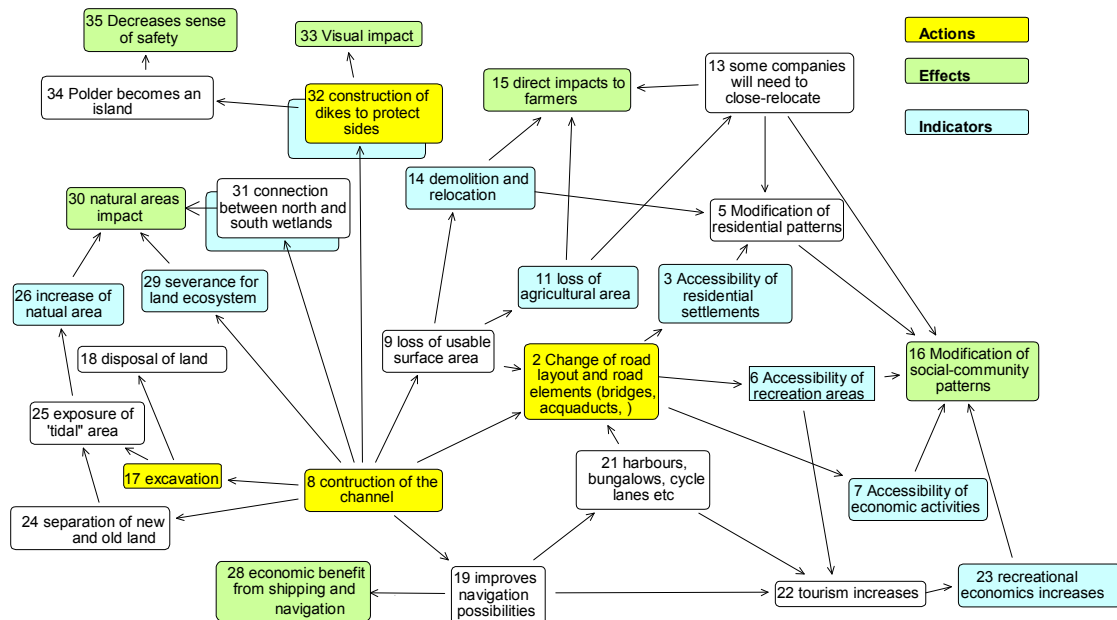 35 Decreases sense
of safety
33 Visual impact
Actions
Effects
Indicators
13 some companies
will need to
close-relocate
15 direct impacts to
farmers
34 Polder becomes an
island
32 construction of
dikes to protect
sides
14 demolition and
relocation
31 connection
between north and
south wetlands
30 natural areas
impact
5 Modification of
residential patterns
29 severance for
land ecosystem
26 increase of
natual area
11 loss of
agricultural area
3 Accessibility of
residential
settlements
9 loss of usable
surface area
18 disposal of land
2 Change of road
layout and road
elements (bridges,
acquaducts, )
6 Accessibility of
recreation areas
16 Modification of
social-community
patterns
25 exposure of
'tidal" area
17 excavation
8 contruction of the
channel
21 harbours,
bungalows, cycle
lanes etc
7 Accessibility of
economic activities
24 separation of new
and old land
28 economic benefit
from shipping and
navigation
19 improves
navigation
possibilities
22 tourism increases
23 recreational
economics increases